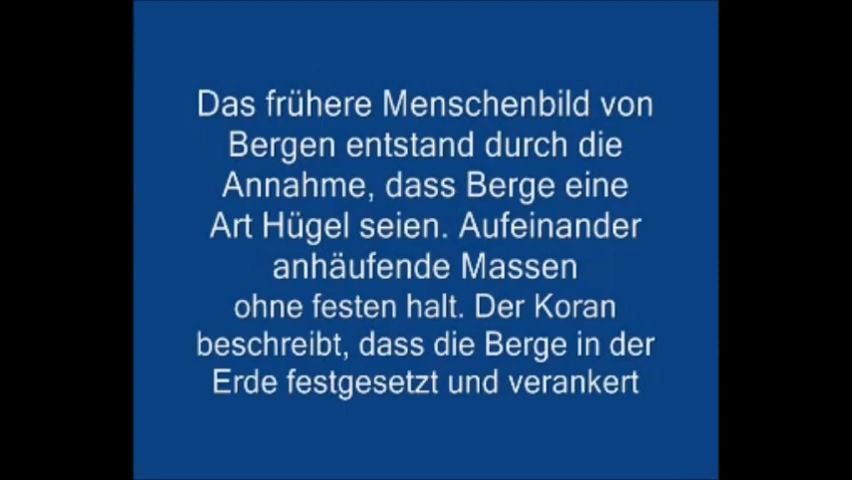 Das frühere Menschenbild von
Bergen entstand durch die
Annahme, dass Berge eine
Art Hügel seien. Aufeinander
anhäufende Massen
ohne festen halt. Der Koran
beschreibt, dass die Berge in der
Erde festgesetzt und verankert